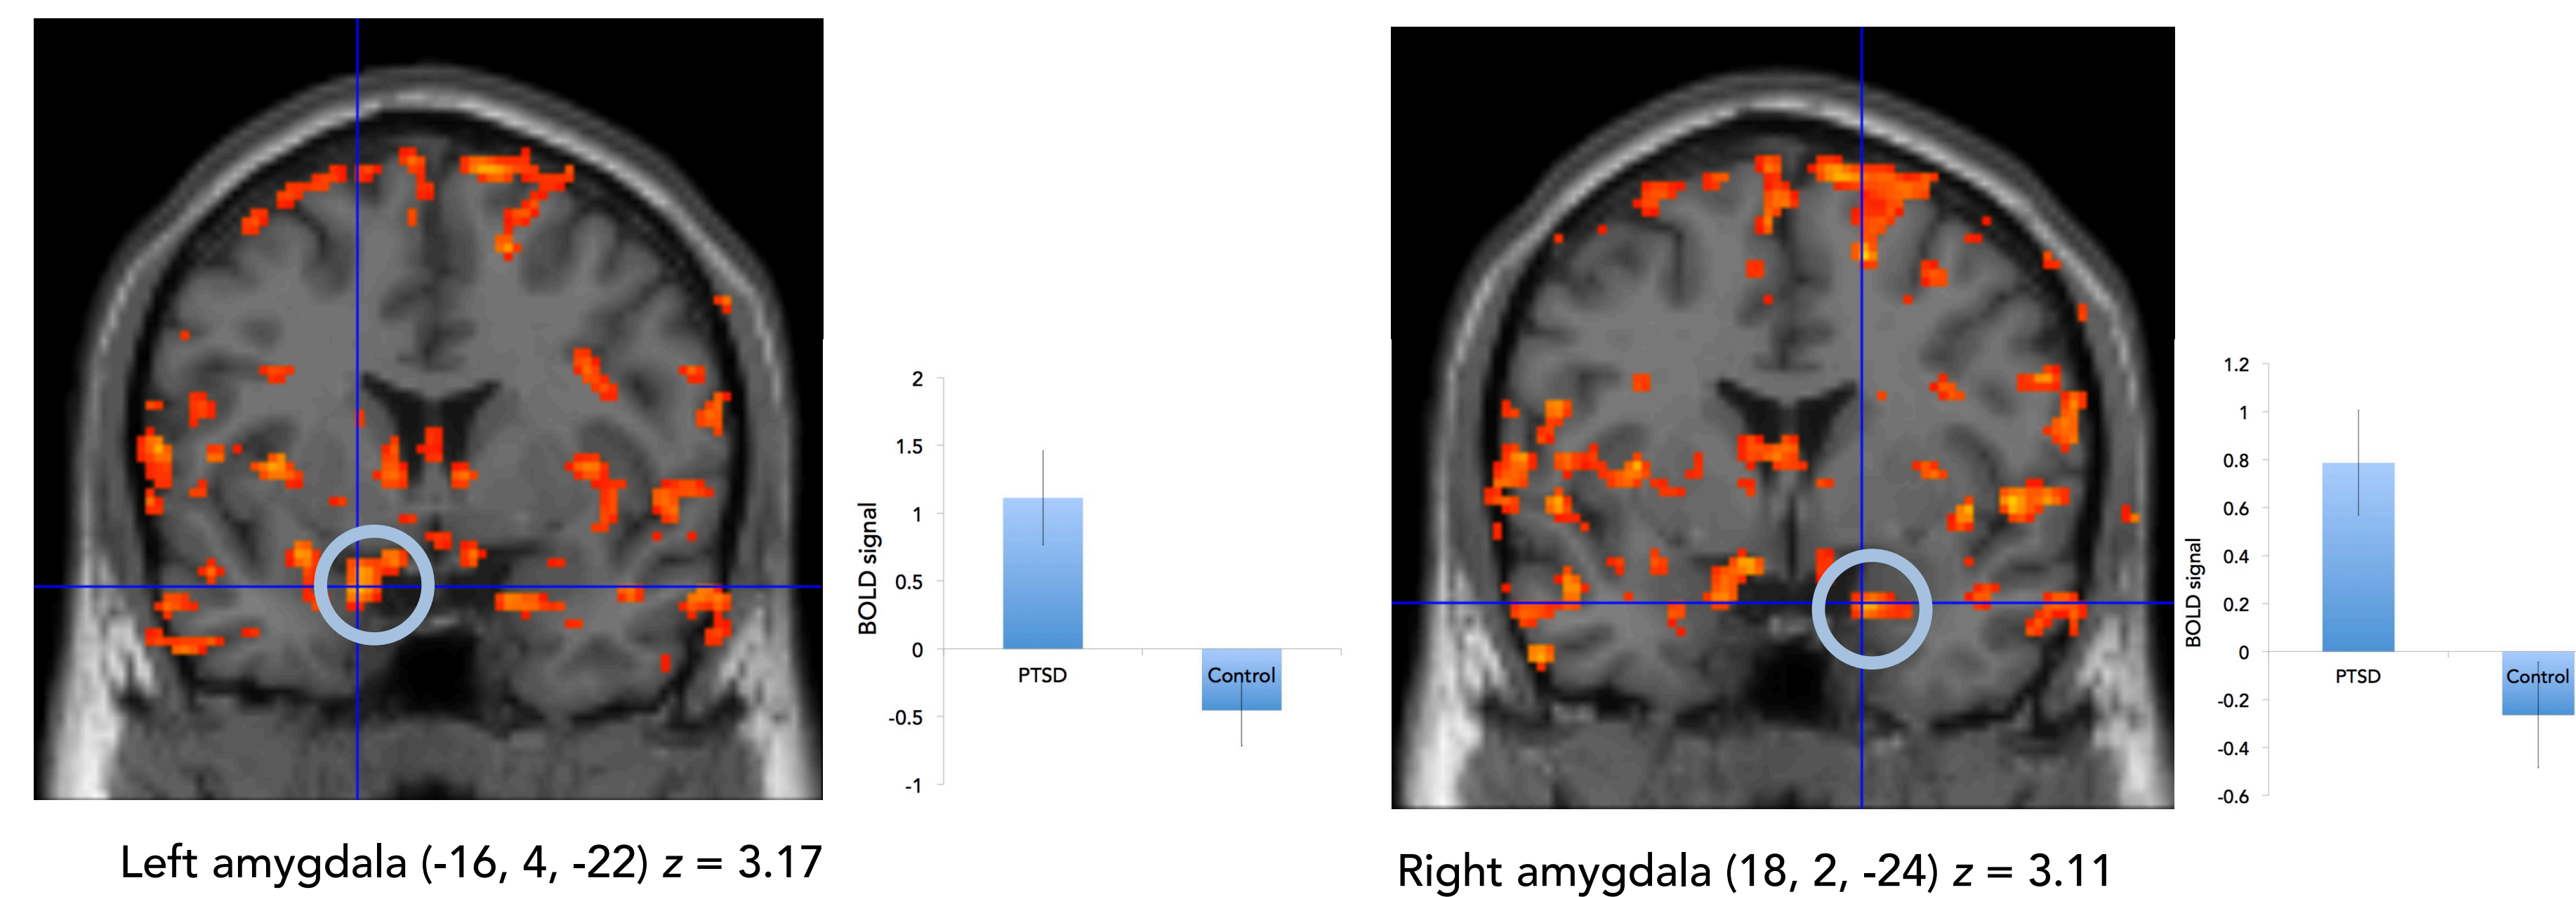 2
1.5
1
0.5
0
-0.5
-1
BOLD signal
PTSD
Control
Left amygdala (-16, 4, -22) z = 3.17
1.2
1
0.8
0.6
0.4
0.2
0
-0.2
-0.4
-0.6
BOLD signal
PTSD
Control
Right amygdala (18, 2, -24) z = 3.11